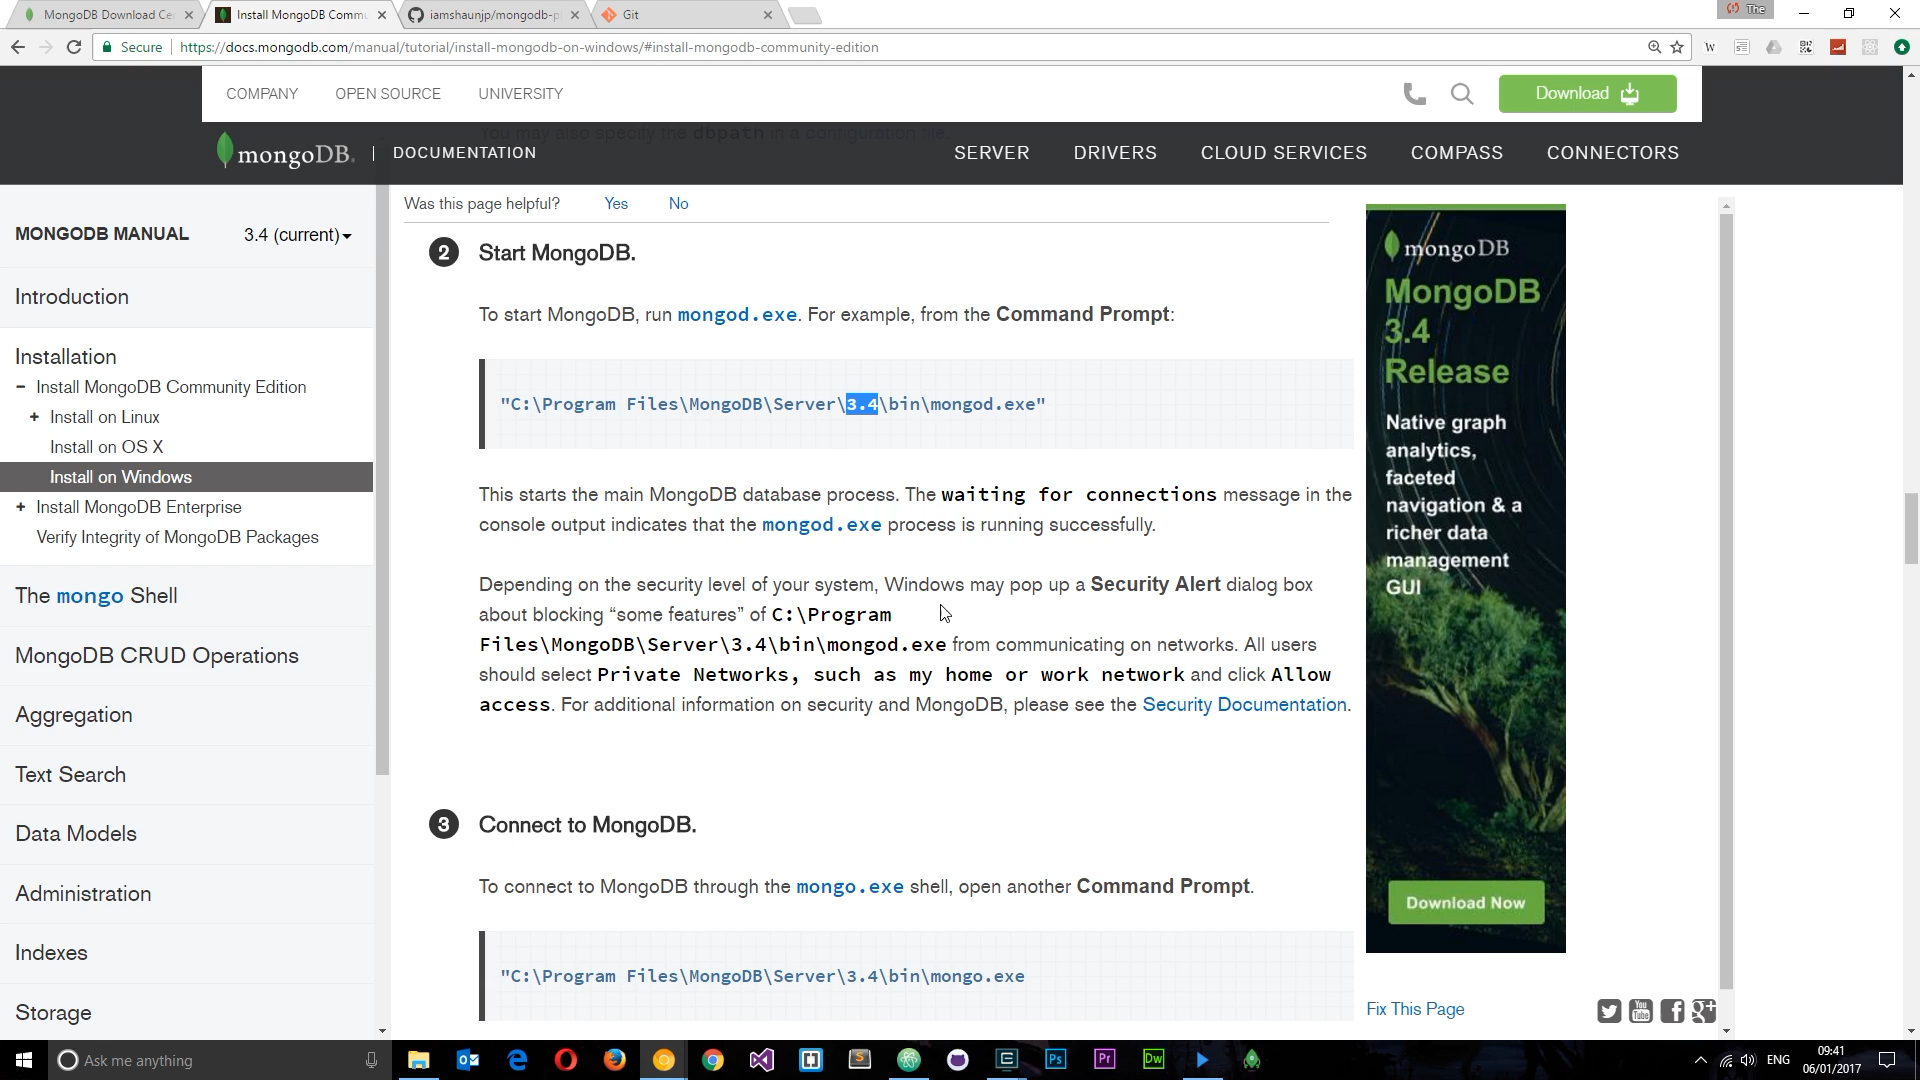 MongoDB Download Cer
Install MongoDB Commu
iamshaunjp/mongodb-p
Git
The
Secure
https://docs.mongodb.com/manual/tutorial/install-mongodb-on-windows/#install-mongodb-community-edition
COMPANY OPEN SOURCE UNIVERSITY
Download
You may also specify the dbpath in a configuration file.
mongoDB. | DOCUMENTATION
SERVER DRIVERS CLOUD SERVICES COMPASS CONNECTORS
MONGODB MANUAL 3.4 (current)
Introduction
Installation
− Install MongoDB Community Edition
+ Install on Linux
Install on OS X
Install on Windows
+ Install MongoDB Enterprise
Verify Integrity of MongoDB Packages
The mongo Shell
MongoDB CRUD Operations
Aggregation
Text Search
Data Models
Administration
Indexes
Storage
Was this page helpful? Yes No
2 Start MongoDB.
To start MongoDB, run mongod.exe. For example, from the Command Prompt:
"C:\Program Files\MongoDB\Server\3.4\bin\mongod.exe"
This starts the main MongoDB database process. The waiting for connections message in the
console output indicates that the mongod.exe process is running successfully.
Depending on the security level of your system, Windows may pop up a Security Alert dialog box
about blocking “some features” of C:\Program
Files\MongoDB\Server\3.4\bin\mongod.exe from communicating on networks. All users
should select Private Networks, such as my home or work network and click Allow
access. For additional information on security and MongoDB, please see the Security Documentation.
3 Connect to MongoDB.
To connect to MongoDB through the mongo.exe shell, open another Command Prompt.
"C:\Program Files\MongoDB\Server\3.4\bin\mongo.exe
mongoDB
MongoDB
3.4
Release
Native graph
analytics,
faceted
navigation & a
richer data
management
GUI
Download Now
Fix This Page
Ask me anything
ENG
09:41
06/01/2017